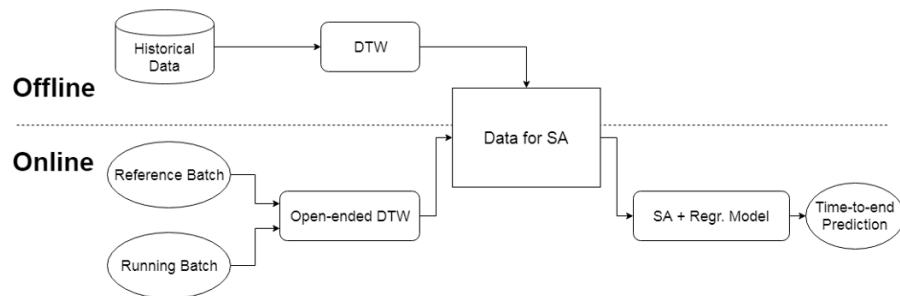 Historical
Data
DTW
Offline
Data for SA
Online
Reference Batch
Open-ended DTW
Running Batch
SA + Regr. Model
Time-to-end
Prediction